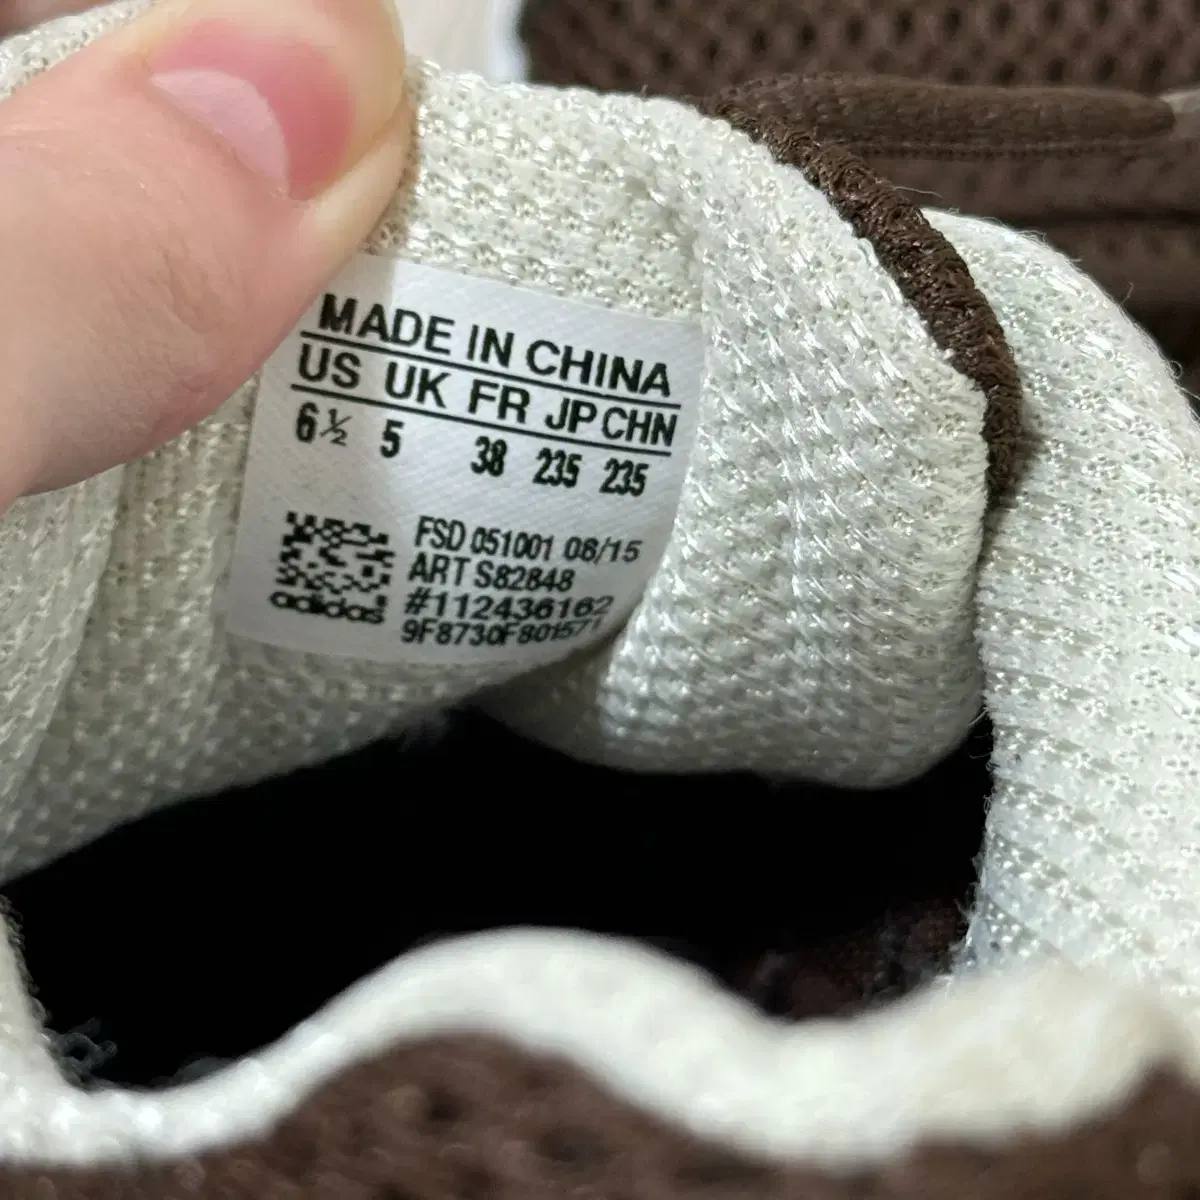 MADE IN CHINA
US UK FR JP CHN
6½ 5 38 235 235
FSD 051001 08/15
ART S82848
#112436162
9F8730F801571
adidas